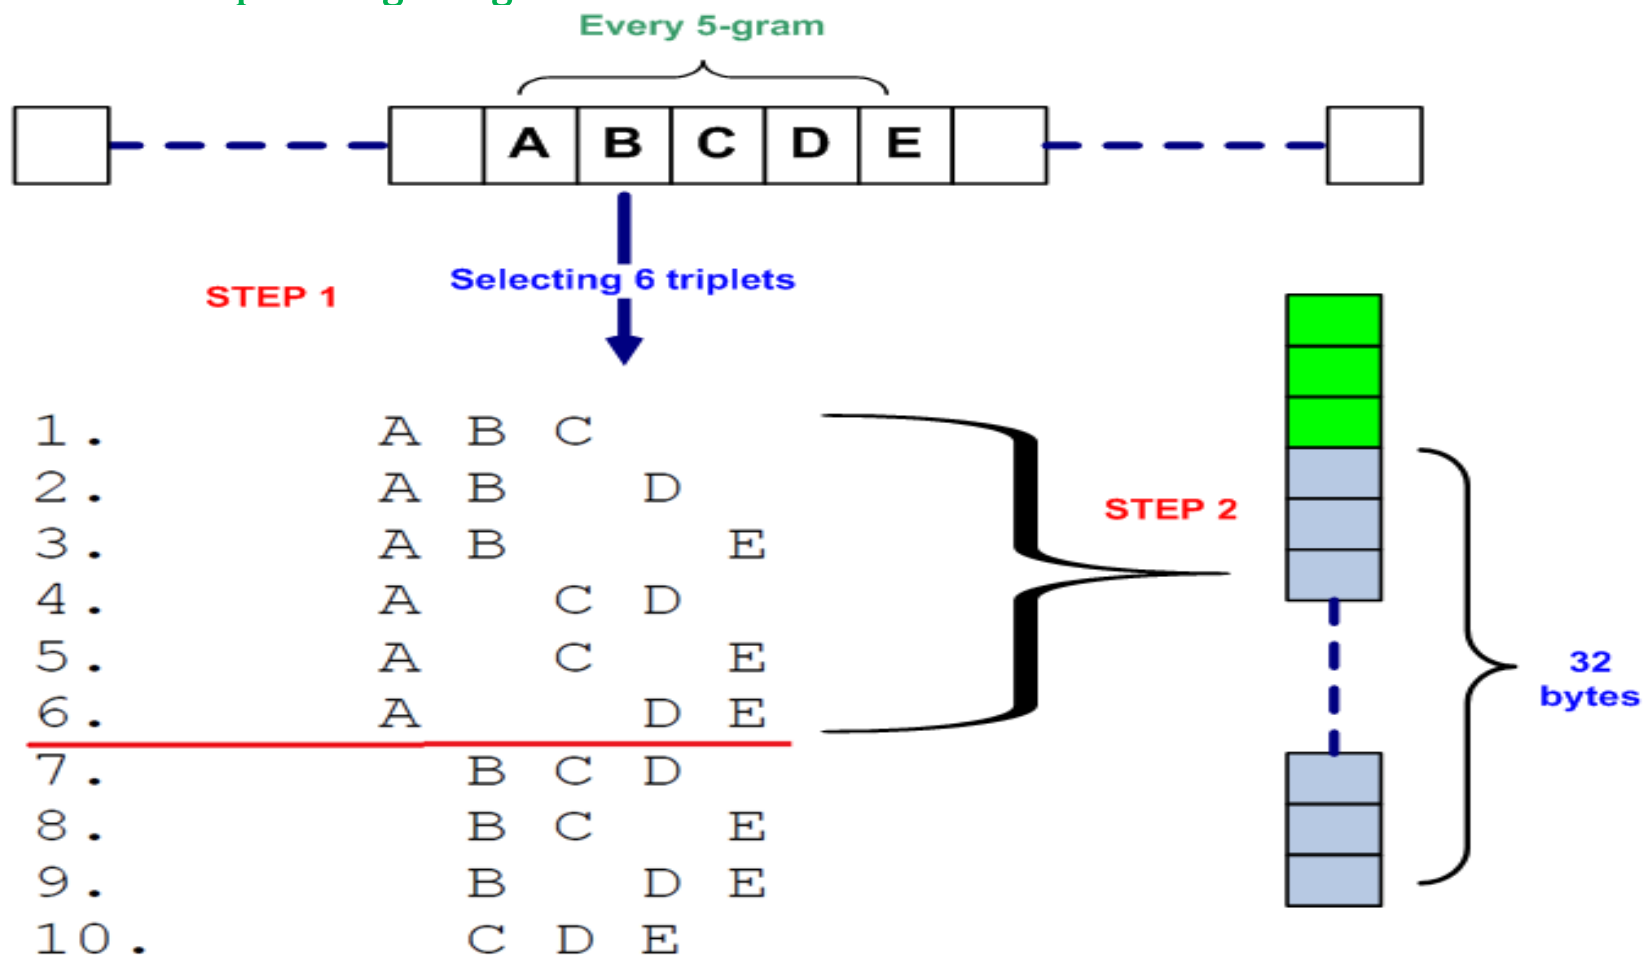 Every 5-gram
A B C D E
Selecting 6 triplets
STEP 1
1. A B C
2. A B D
3. A B E
4. A C D
5. A C E
6. A D E
7. B C D
8. B C E
9. B D E
10. C D E
STEP 2
32
bytes